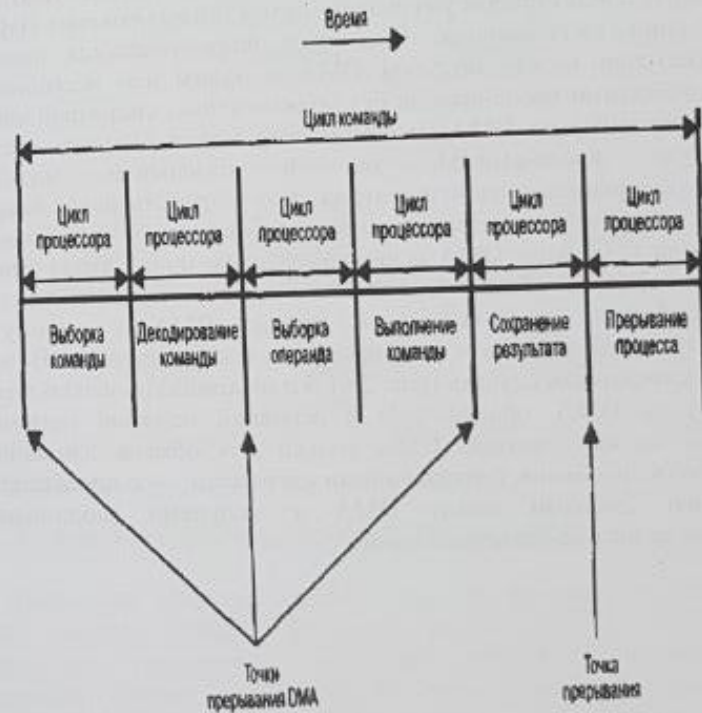 Время
Цикл команды
Цикл процессора
Цикл процессора
Цикл процессора
Цикл процессора
Цикл процессора
Цикл процессора
Выборка команды
Декодирование команды
Выборка операнда
Выполнение команды
Сохранение результата
Прерывание процесса
Точки
прерывания DMA
Точка
прерывания